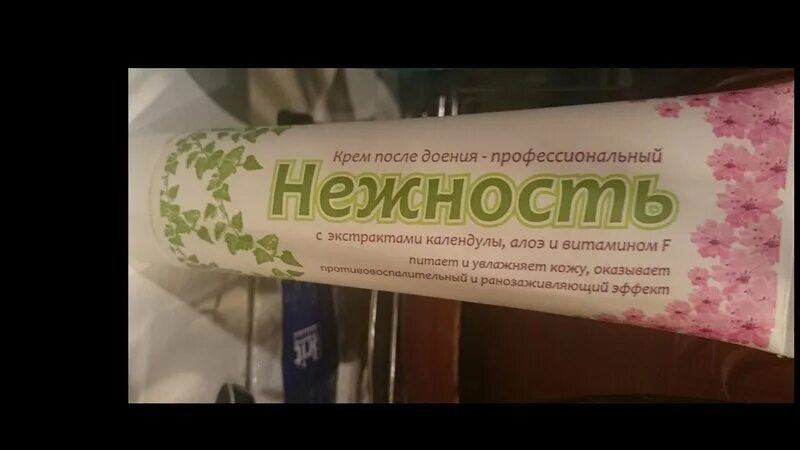 Крем после доения - профессиональный
Нежность
с экстрактами календулы, алоэ и витамином F
питает и увлажняет кожу, оказывает
противовоспалительный и ранозаживляющий эффект